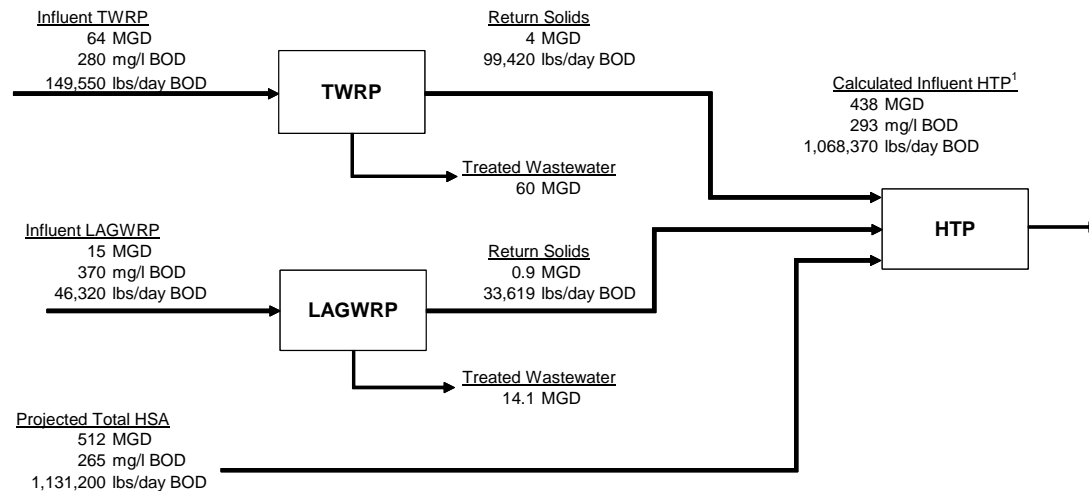 Influent TWRP
64 MGD
280 mg/l BOD
149,550 lbs/day BOD
TWRP
Return Solids
4 MGD
99,420 lbs/day BOD
Treated Wastewater
60 MGD
Calculated Influent HTP¹
438 MGD
293 mg/l BOD
1,068,370 lbs/day BOD
HTP
Influent LAGWRP
15 MGD
370 mg/l BOD
46,320 lbs/day BOD
LAGWRP
Return Solids
0.9 MGD
33,619 lbs/day BOD
Treated Wastewater
14.1 MGD
Projected Total HSA
512 MGD
265 mg/l BOD
1,131,200 lbs/day BOD